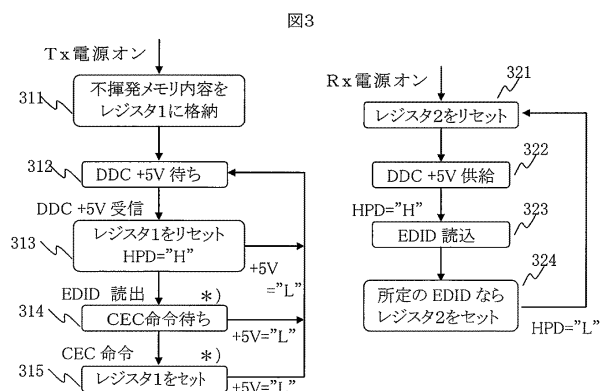 図3
Tx電源オン
311
不揮発メモリ内容を
レジスタ1に格納
312
DDC +5V 待ち
DDC +5V 受信
313
レジスタ1をリセット
HPD="H"
+5V
="L"
EDID 読出
*)
314
CEC命令待ち
+5V="L"
CEC 命令
*)
315
レジスタ1をセット
+5V="L"
Rx電源オン
321
レジスタ2をリセット
322
DDC +5V 供給
HPD="H"
323
EDID 読込
324
所定の EDID なら
レジスタ2をセット
HPD="L"